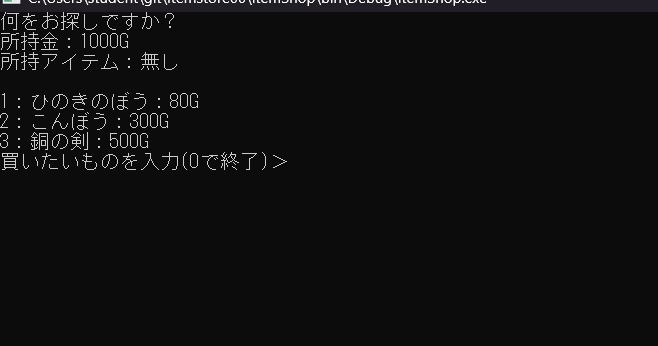 C:\Users\student\git\itemstore00\itemShop\bin\Debug\itemShop.exe
何をお探しですか？
所持金：1000G
所持アイテム：無し
1：ひのきのぼう：80G
2：こんぼう：300G
3：銅の剣：500G
買いたいものを入力(0で終了)＞